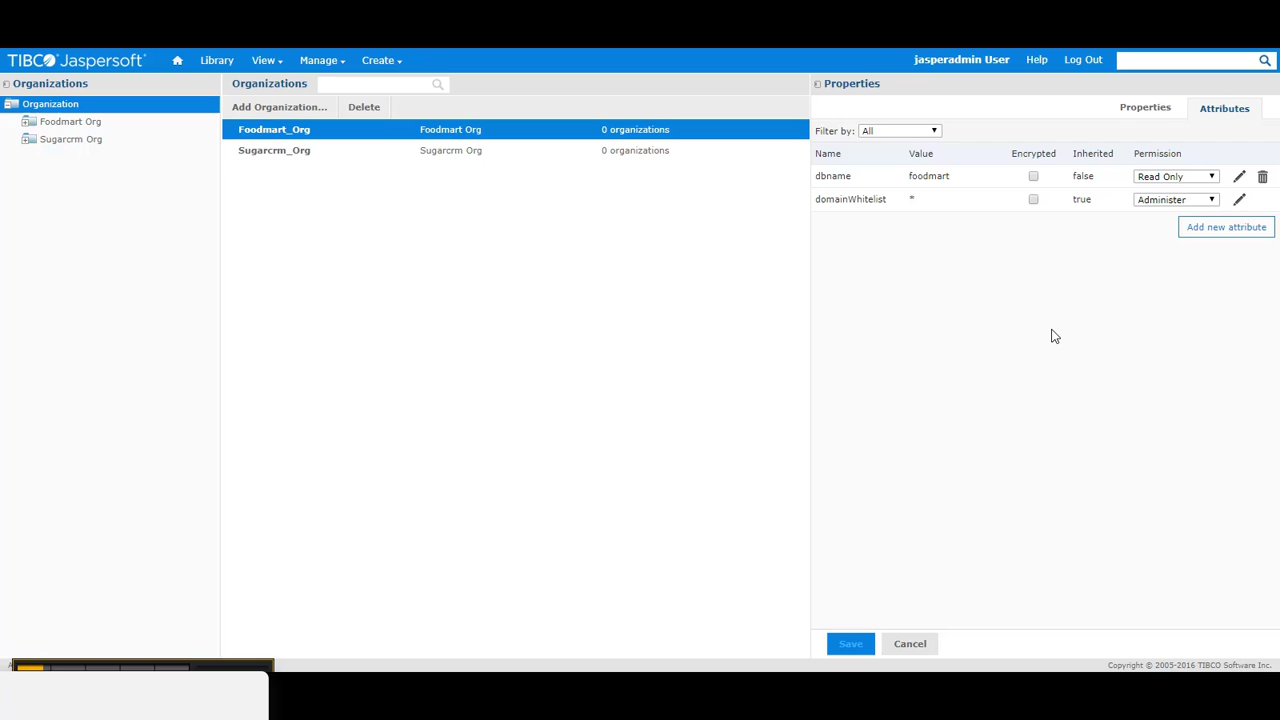 TIBCO Jaspersoft Library View Manage Create jasperadmin User Help Log Out
Organizations
Organization
Foodmart Org
Sugarcrm Org
Organizations
Add Organization... Delete
Foodmart_Org Foodmart Org 0 organizations
Sugarcrm_Org Sugarcrm Org 0 organizations
Properties
Properties Attributes
Filter by: All
Name Value Encrypted Inherited Permission
dbname foodmart false Read Only
domainWhitelist * true Administer
Add new attribute
Save Cancel
Copyright © 2005-2016 TIBCO Software Inc.